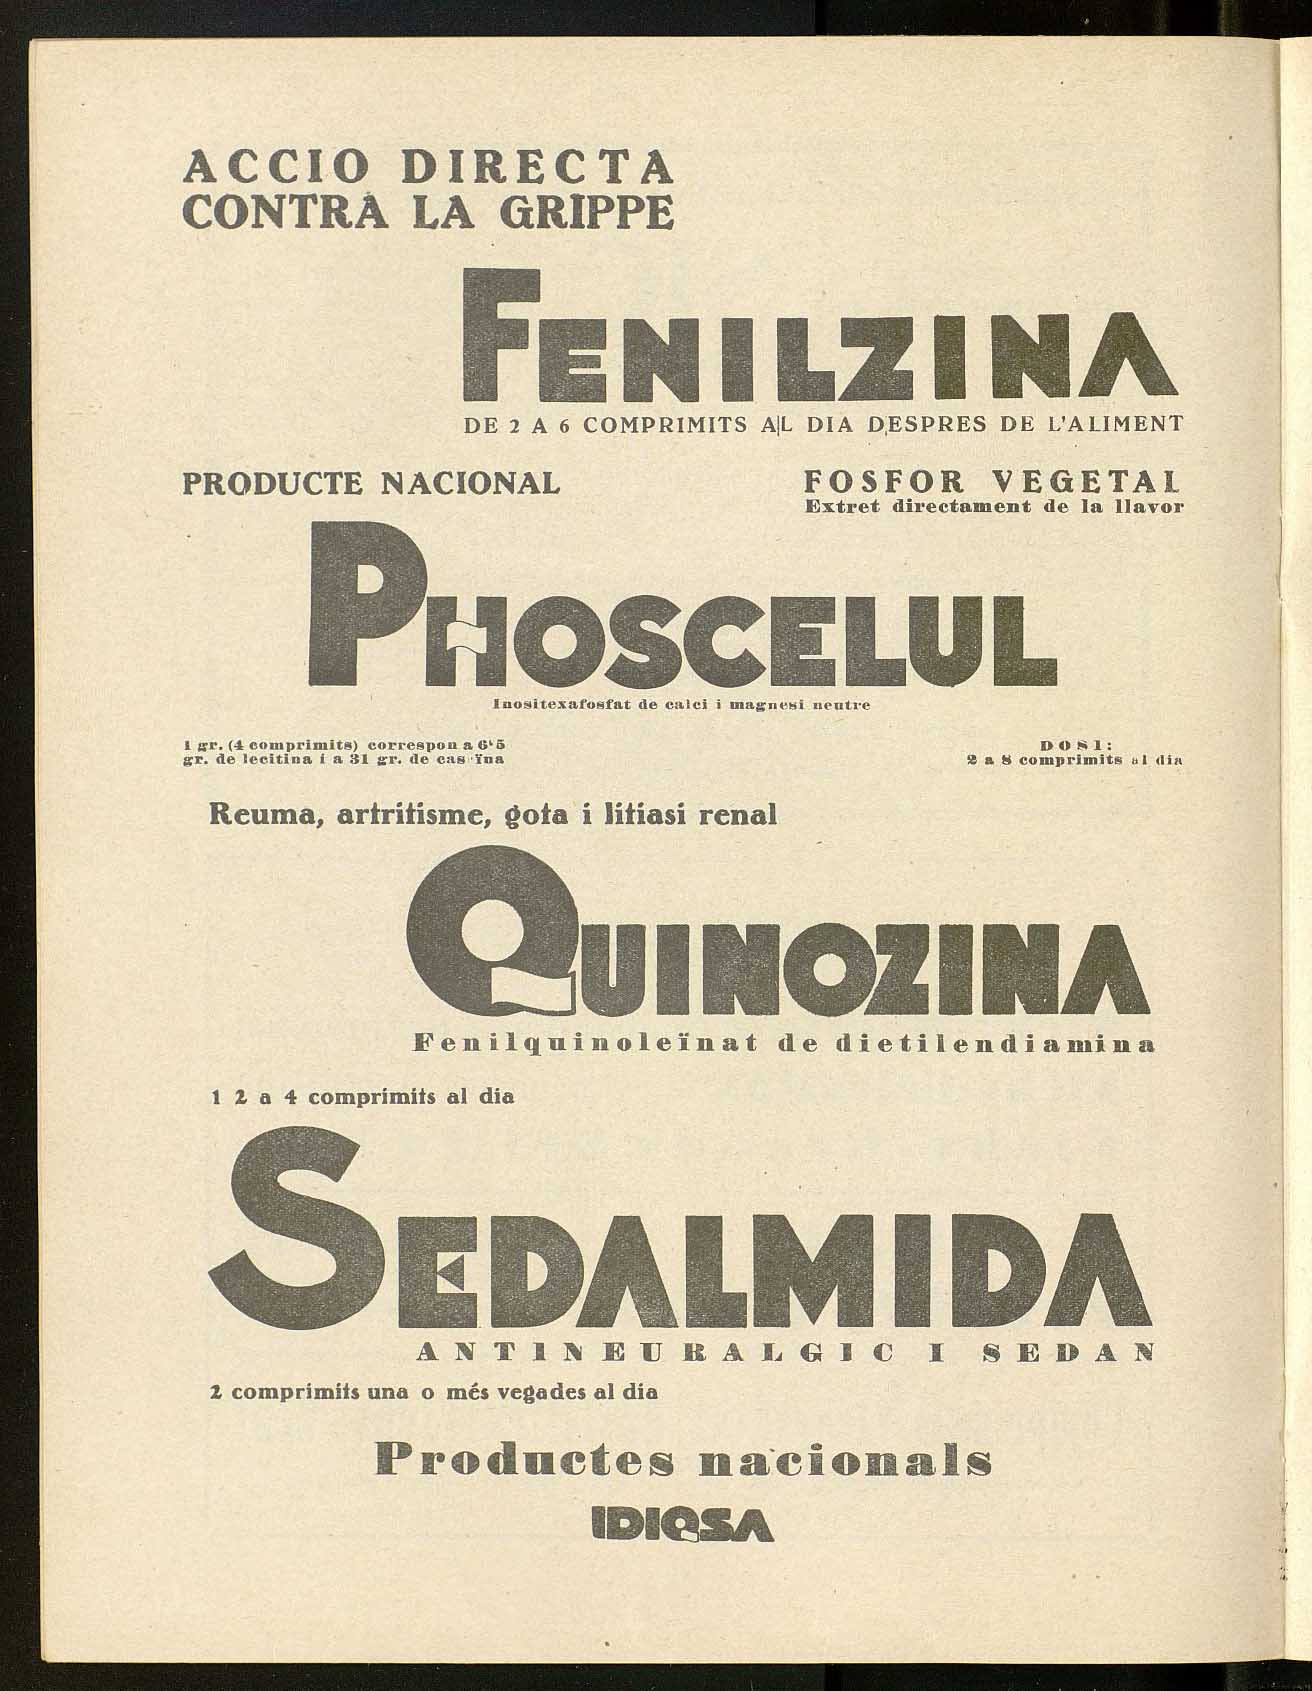 ACCIO DIRECTA
CONTRA LA GRIPPE
FENILZINA
DE 2 A 6 COMPRIMITS AL DIA DESPRES DE L'ALIMENT
PRODUCTE NACIONAL
FOSFOR VEGETAL
Extret directament de la llavor
PHOSCELUL
Inositexafosfat de calci i magnesi neutre
1 gr. (4 comprimits) correspon a 6'5
gr. de lecitina i a 31 gr. de cas·ïna
DOSI:
2 a 8 comprimits al dia
Reuma, artritisme, gota i litiasi renal
QUINOZINA
Fenilquinoleïnat de dietilendiamina
1 2 a 4 comprimits al dia
SEDALMIDA
ANTINEURALGIC I SEDAN
2 comprimits una o més vegades al dia
Productes nacionals
IDIQSA